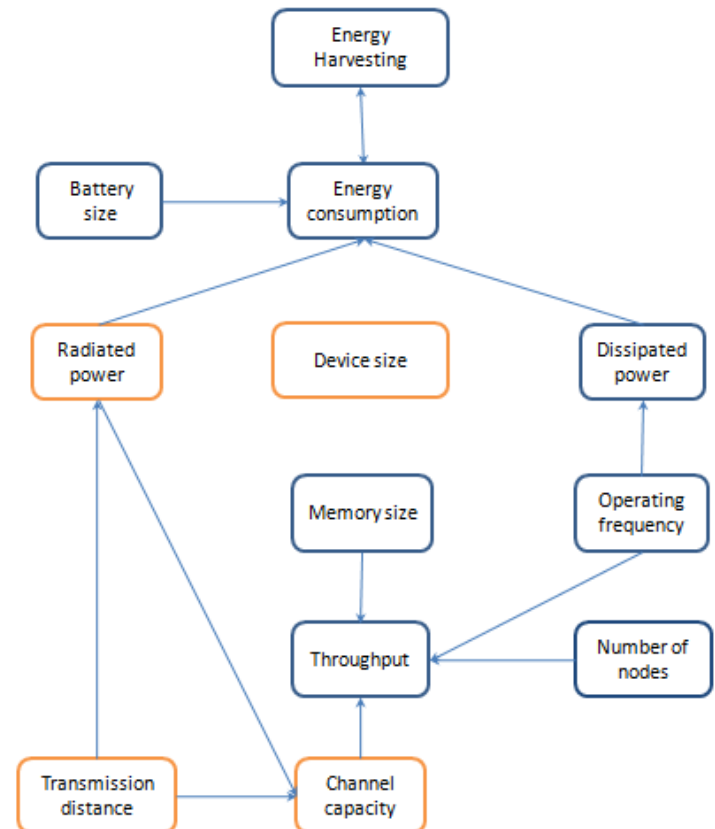 Energy
Harvesting
Battery
size
Energy
consumption
Radiated
power
Device size
Dissipated
power
Memory size
Operating
frequency
Throughput
Number of
nodes
Transmission
distance
Channel
capacity